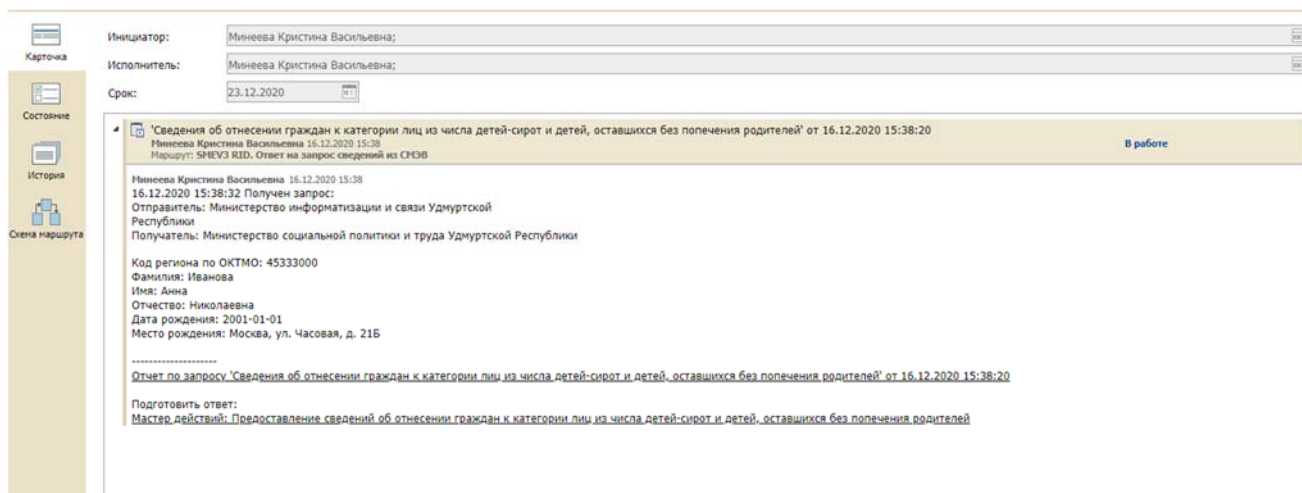 Карточка
Состояние
История
Схема маршрута
Инициатор:
Минеева Кристина Васильевна;
Исполнитель:
Минеева Кристина Васильевна;
Срок:
23.12.2020
'Сведения об отнесении граждан к категории лиц из числа детей-сирот и детей, оставшихся без попечения родителей' от 16.12.2020 15:38:20
Минеева Кристина Васильевна 16.12.2020 15:38
В работе
Маршрут: SMEV3 RID. Ответ на запрос сведений из СМЭВ
Минеева Кристина Васильевна 16.12.2020 15:38
16.12.2020 15:38:32 Получен запрос:
Отправитель: Министерство информатизации и связи Удмуртской
Республики
Получатель: Министерство социальной политики и труда Удмуртской Республики
Код региона по ОКТМО: 45333000
Фамилия: Иванова
Имя: Анна
Отчество: Николаевна
Дата рождения: 2001-01-01
Место рождения: Москва, ул. Часовая, д. 21Б
--------------------
Отчет по запросу 'Сведения об отнесении граждан к категории лиц из числа детей-сирот и детей, оставшихся без попечения родителей' от 16.12.2020 15:38:20
Подготовить ответ:
Мастер действий: Предоставление сведений об отнесении граждан к категории лиц из числа детей-сирот и детей, оставшихся без попечения родителей